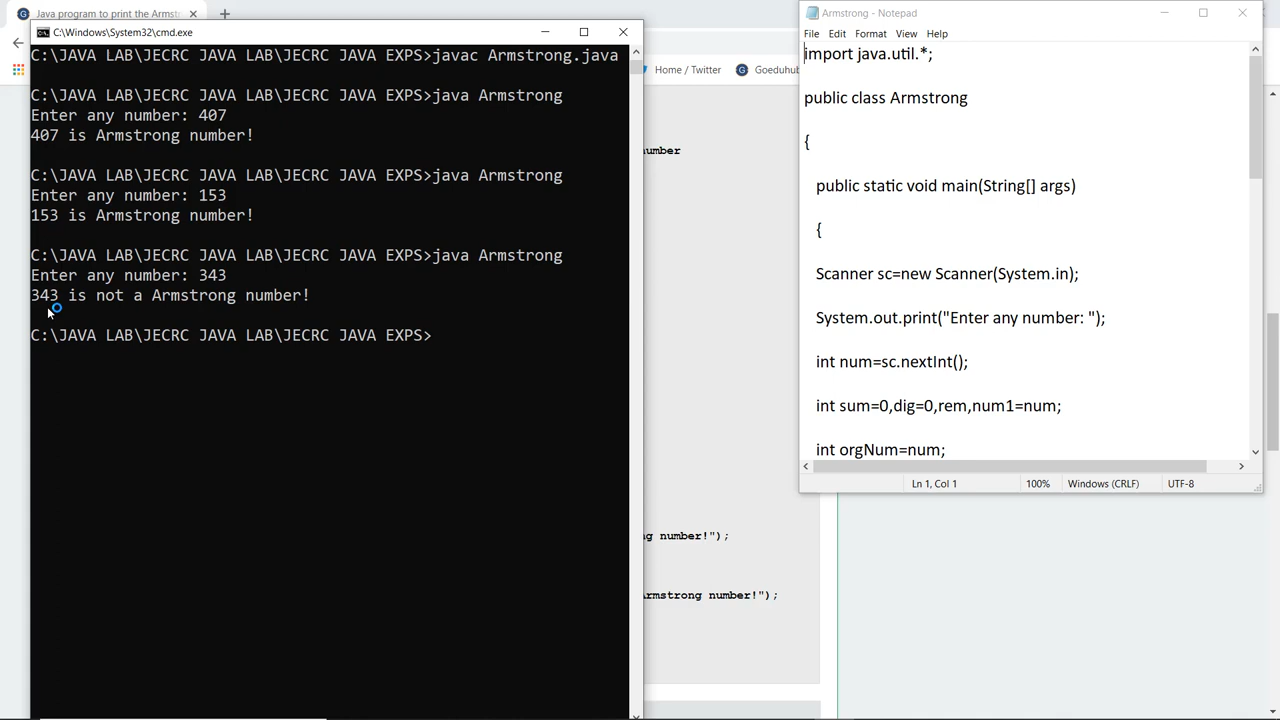 Java program to print the Armstr
C:\Windows\System32\cmd.exe
C:\JAVA LAB\JECRC JAVA LAB\JECRC JAVA EXPS>javac Armstrong.java
C:\JAVA LAB\JECRC JAVA LAB\JECRC JAVA EXPS>java Armstrong
Enter any number: 407
407 is Armstrong number!
C:\JAVA LAB\JECRC JAVA LAB\JECRC JAVA EXPS>java Armstrong
Enter any number: 153
153 is Armstrong number!
C:\JAVA LAB\JECRC JAVA LAB\JECRC JAVA EXPS>java Armstrong
Enter any number: 343
343 is not a Armstrong number!
C:\JAVA LAB\JECRC JAVA LAB\JECRC JAVA EXPS>
Home / Twitter
Goeduhub
umber
ng number!");
Armstrong number!");
Armstrong - Notepad
File Edit Format View Help
import java.util.*;
public class Armstrong
{
public static void main(String[] args)
{
Scanner sc=new Scanner(System.in);
System.out.print("Enter any number: ");
int num=sc.nextInt();
int sum=0,dig=0,rem,num1=num;
int orgNum=num;
Ln 1, Col 1
100%
Windows (CRLF)
UTF-8